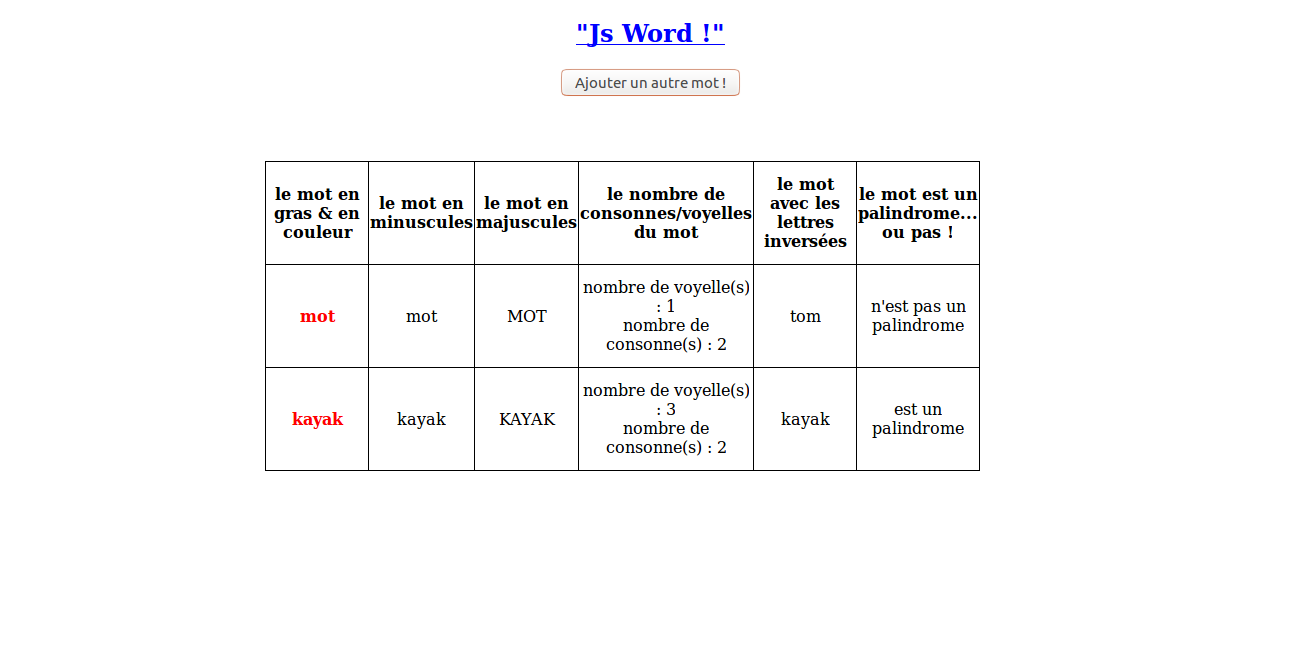 "Js Word !"
Ajouter un autre mot !
le mot en
gras & en
couleur
le mot en
minuscules
le mot en
majuscules
le nombre de
consonnes/voyelles
du mot
le mot
avec les
lettres
inversées
le mot est un
palindrome...
ou pas !
mot
mot
MOT
nombre de voyelle(s)
: 1
nombre de
consonne(s) : 2
tom
n'est pas un
palindrome
kayak
kayak
KAYAK
nombre de voyelle(s)
: 3
nombre de
consonne(s) : 2
kayak
est un
palindrome